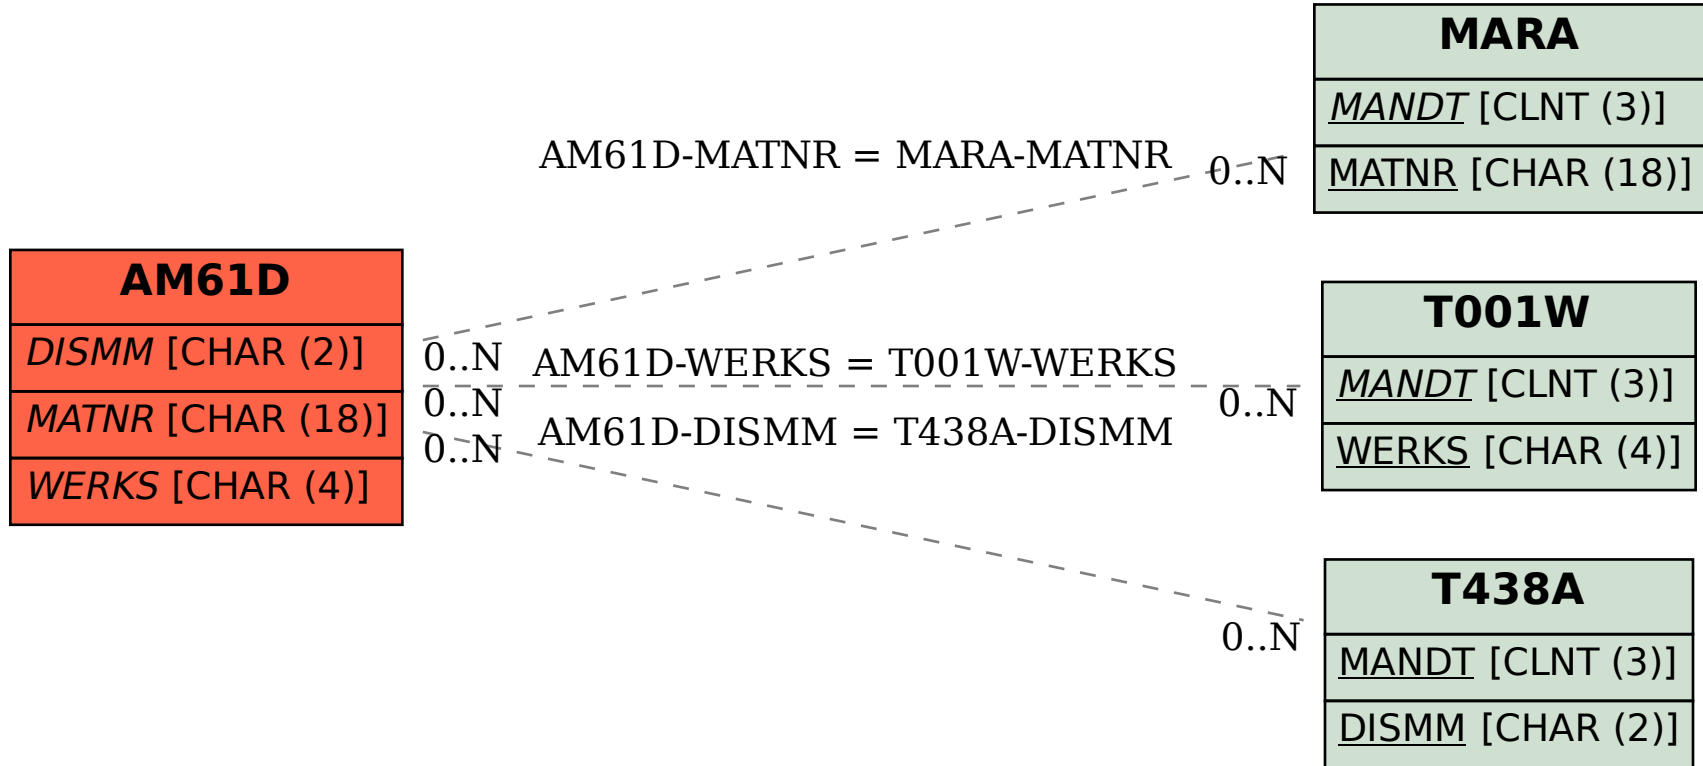 MARA
MANDT [CLNT (3)]
MATNR [CHAR (18)]
AM61D-MATNR = MARA-MATNR
0..N
AM61D
DISMM [CHAR (2)]
MATNR [CHAR (18)]
WERKS [CHAR (4)]
0..N
AM61D-WERKS = T001W-WERKS
0..N
0..N
AM61D-DISMM = T438A-DISMM
0..N
T001W
MANDT [CLNT (3)]
WERKS [CHAR (4)]
0..N
T438A
MANDT [CLNT (3)]
DISMM [CHAR (2)]